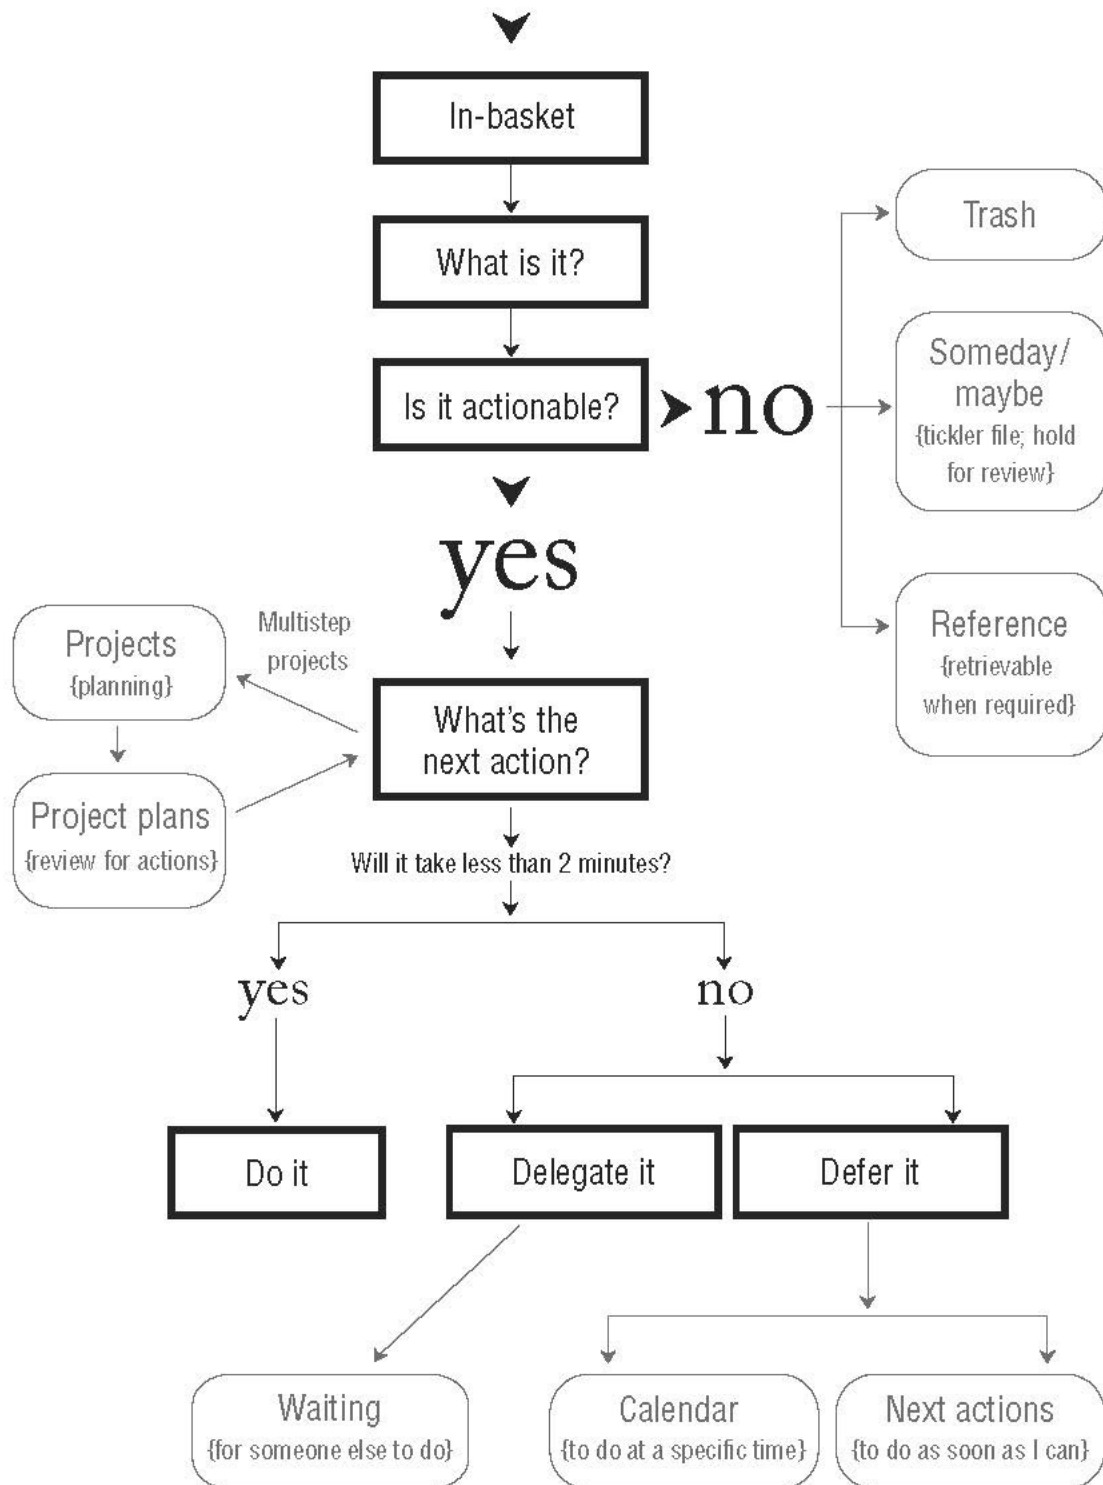 In-basket
What is it?
Is it actionable?
no
Trash
Someday/
maybe
{tickler file; hold
for review}
Reference
{retrievable
when required}
yes
Multistep
projects
Projects
{planning}
Project plans
{review for actions}
What's the
next action?
Will it take less than 2 minutes?
yes
no
Do it
Delegate it
Defer it
Waiting
{for someone else to do}
Calendar
{to do at a specific time}
Next actions
{to do as soon as I can}